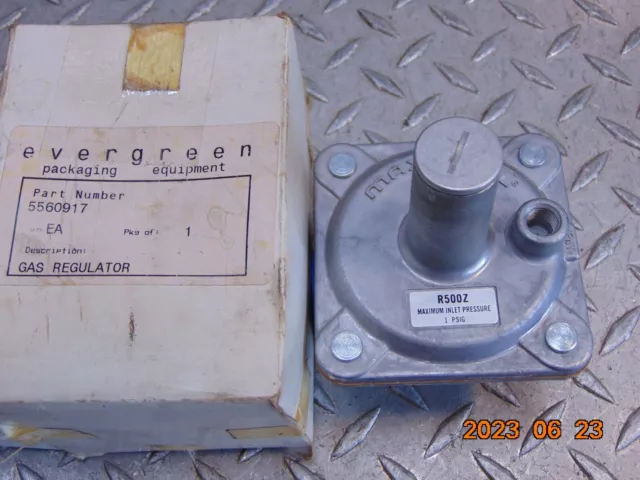 evergreen
packaging equipment
Part Number
5560917
EA Pkg of: 1
Description:
GAS REGULATOR
R500Z
MAXIMUM INLET PRESSURE
1 PSIG
2023 06 23